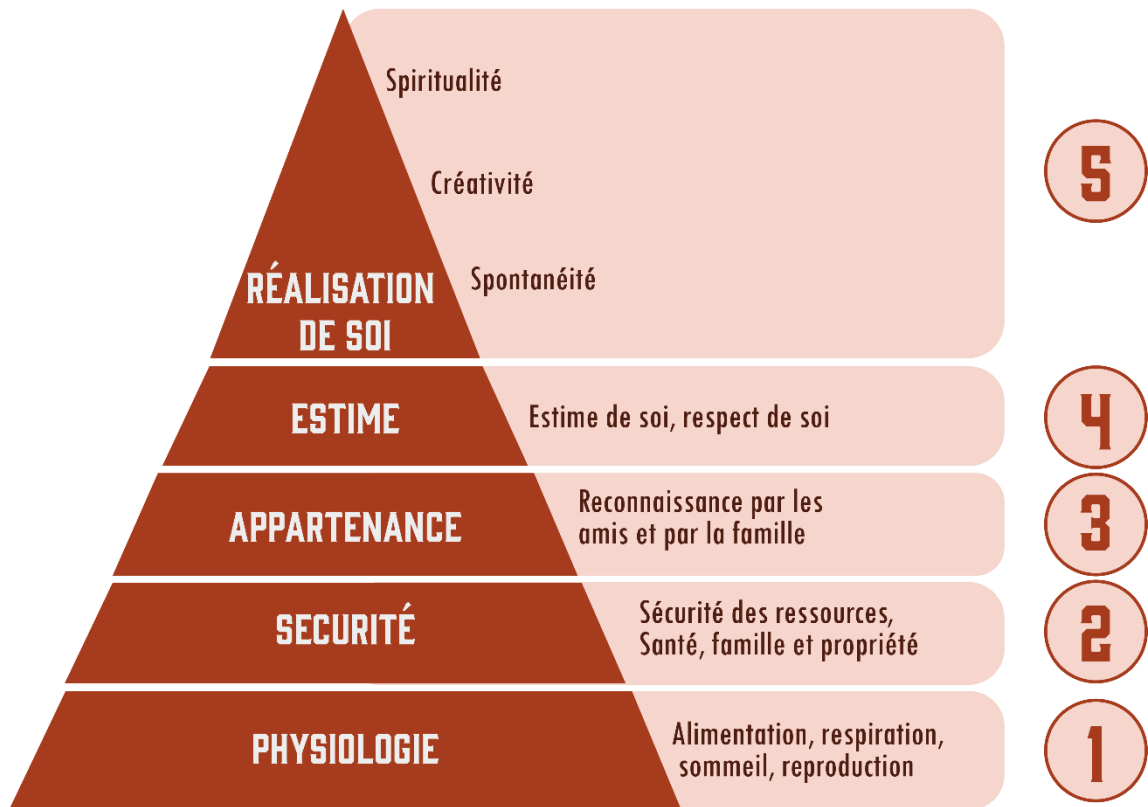 Spiritualité
Créativité
Spontanéité
RÉALISATION
DE SOI
5
ESTIME
Estime de soi, respect de soi
4
APPARTENANCE
Reconnaissance par les
amis et par la famille
3
SECURITÉ
Sécurité des ressources,
Santé, famille et propriété
2
PHYSIOLOGIE
Alimentation, respiration,
sommeil, reproduction
1